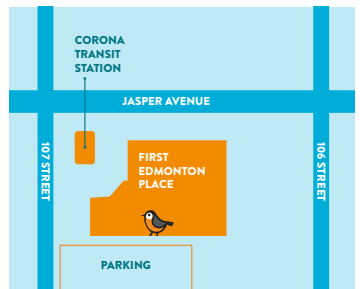 CORONA
TRANSIT
STATION
JASPER AVENUE
107 STREET
FIRST
EDMONTON
PLACE
106 STREET
PARKING